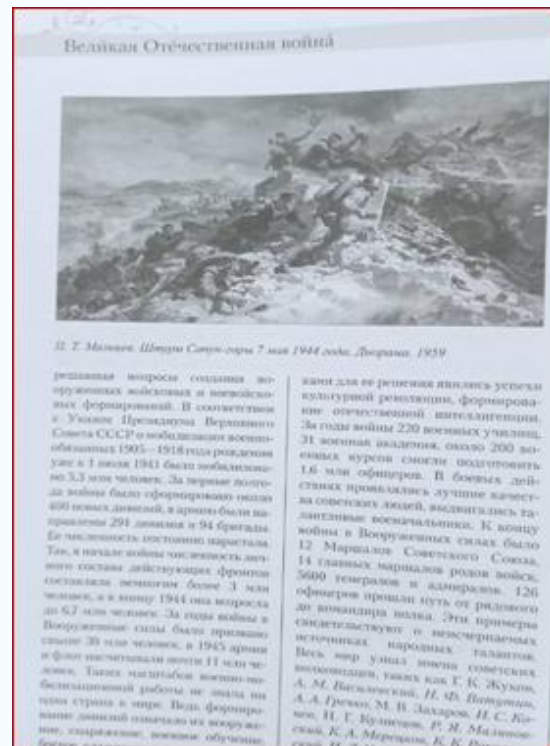 Вели́кая Оте́чественная война́
П. Т. Мальцев. Штурм Сапун-горы 7 мая 1944 года. Диорама. 1959
решавшая вопросы создания во-
оруженных войсковых и невойско-
вых формирований. В соответствии
с Указом Президиума Верховного
Совета СССР о мобилизации военно-
обязанных 1905–1918 года рождения
уже к 1 июля 1941 было мобилизова-
но 5,3 млн человек. За первые полго-
да войны было сформировано около
400 новых дивизий, в армию были на-
правлены 291 дивизия и 94 бригады.
Ее численность постоянно нарастала.
Так, в начале войны численность лич-
ного состава действующих фронтов
составляла немногим более 3 млн
человек, а к концу 1944 она возросла
до 6,7 млн человек. За годы войны в
Вооруженные силы было призвано
свыше 30 млн человек, в 1945 армия
и флот насчитывали почти 11 млн че-
ловек. Таких масштабов военно-мо-
билизационной работы не знала ни
одна страна в мире. Ведь формиро-
вание дивизий означало их вооруже-
ние, снаряжение, военное обучение,
боевое
ками для ее решения явились успехи
культурной революции, формирова-
ние отечественной интеллигенции.
За годы войны 220 военных училищ,
31 военная академия, около 200 во-
енных курсов смогли подготовить
1,6 млн офицеров. В боевых дей-
ствиях проявлялись лучшие качест-
ва советских людей, выдвигались та-
лантливые военачальники. К концу
войны в Вооруженных силах было
12 Маршалов Советского Союза,
14 главных маршалов родов войск,
5600 генералов и адмиралов. 126
офицеров прошли путь от рядового
до командира полка. Эти примеры
свидетельствуют о неисчерпаемых
источниках народных талантов.
Весь мир узнал имена советских
полководцев, таких как Г. К. Жуков,
А. М. Василевский, Н. Ф. Ватутин,
А. А. Гречко, М. В. Захаров, И. С. Ко-
нев, Н. Г. Кузнецов, Р. Я. Малинов-
ский, К. А. Мерецков, К. К.